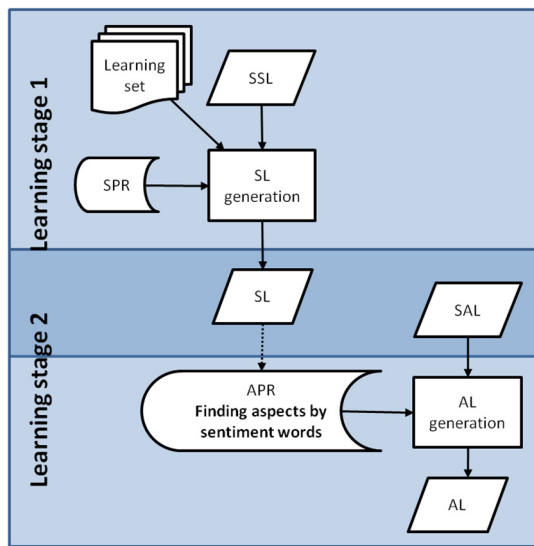 Learning stage 1
Learning
set
SSL
SPR
SL
generation
SL
SAL
Learning stage 2
APR
Finding aspects by
sentiment words
AL
generation
AL